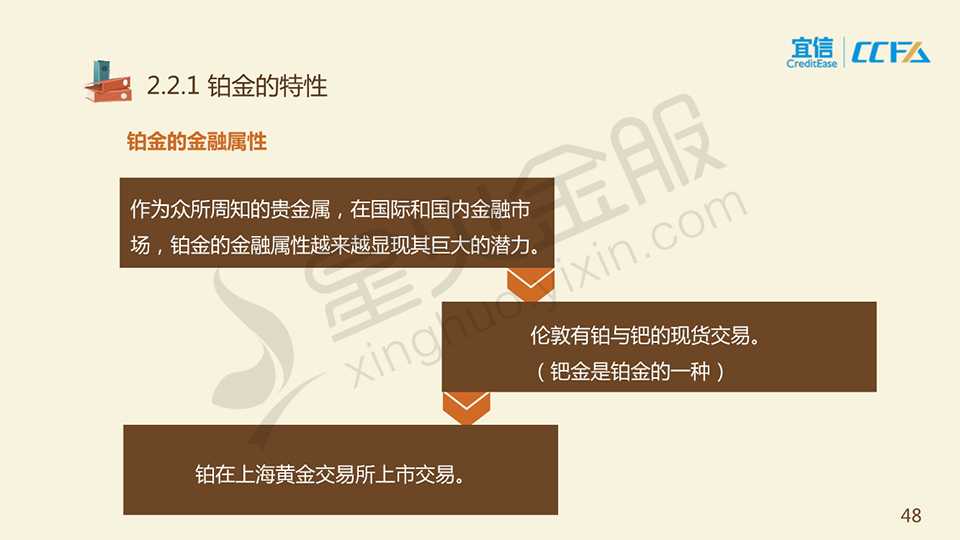 宜信
CreditEase
CCFA
2.2.1 铂金的特性
铂金的金融属性
作为众所周知的贵金属，在国际和国内金融市
场，铂金的金融属性越来越显现其巨大的潜力。
伦敦有铂与钯的现货交易。
（钯金是铂金的一种）
铂在上海黄金交易所上市交易。
星火金服
xinghuo.yixin.com
48